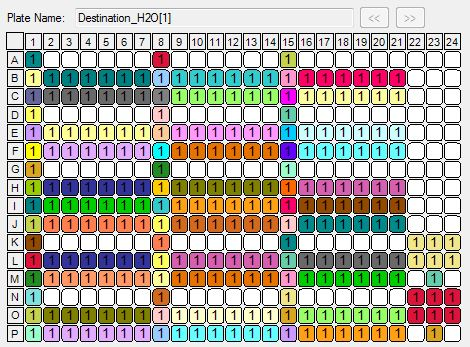 Plate Name: Destination_H2O[1] << >>
1 2 3 4 5 6 7 8 9 10 11 12 13 14 15 16 17 18 19 20 21 22 23 24
A 1 1 1
B 1 1 1 1 1 1 1 1 1 1 1 1 1 1 1 1 1 1 1 1 1
C 1 1 1 1 1 1 1 1 1 1 1 1 1 1 1 1 1 1 1 1 1
D 1 1 1
E 1 1 1 1 1 1 1 1 1 1 1 1 1 1 1 1 1 1 1 1 1
F 1 1 1 1 1 1 1 1 1 1 1 1 1 1 1 1 1 1 1 1 1
G 1 1 1
H 1 1 1 1 1 1 1 1 1 1 1 1 1 1 1 1 1 1 1 1 1
I 1 1 1 1 1 1 1 1 1 1 1 1 1 1 1 1 1 1 1 1 1
J 1 1 1 1 1 1 1 1 1 1 1 1 1 1 1 1 1 1 1 1 1
K 1 1 1 1 1 1
L 1 1 1 1 1 1 1 1 1 1 1 1 1 1 1 1 1 1 1 1 1 1 1 1
M 1 1 1 1 1 1 1 1 1 1 1 1 1 1 1 1 1 1 1 1 1 1
N 1 1 1 1 1 1
O 1 1 1 1 1 1 1 1 1 1 1 1 1 1 1 1 1 1 1 1 1 1 1 1
P 1 1 1 1 1 1 1 1 1 1 1 1 1 1 1 1 1 1 1 1 1 1